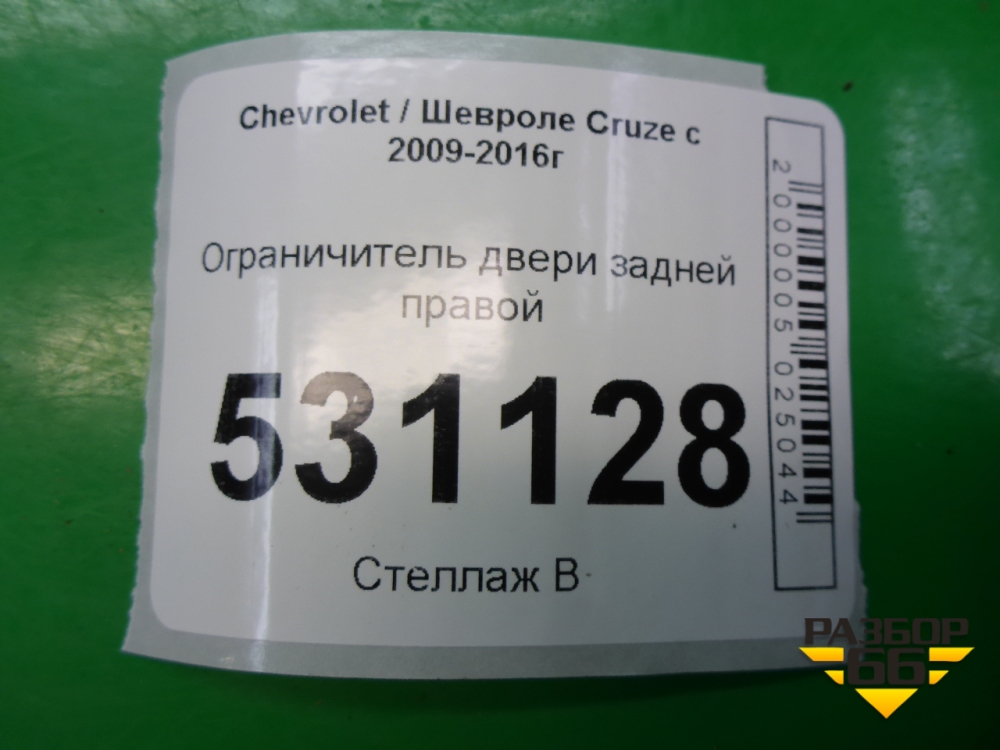 Chevrolet / Шевроле Cruze с
2009-2016г
Ограничитель двери задней
правой
531128
Стеллаж В
2000005025044
РАЗБОР
66